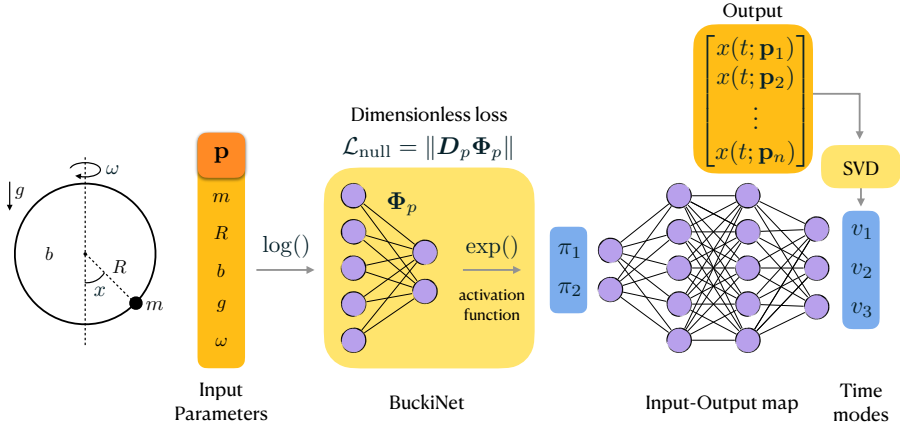 Output
x(t; p₁)
x(t; p₂)
⋮
x(t; pₙ)
Dimensionless loss
ℒnull = ‖DₚΦₚ‖
p
ω
g
b
R
x
m
m
R
b
g
ω
log()
Φₚ
exp()
activation
function
π₁
π₂
SVD
v₁
v₂
v₃
Input
Parameters
BuckiNet
Input-Output map
Time
modes